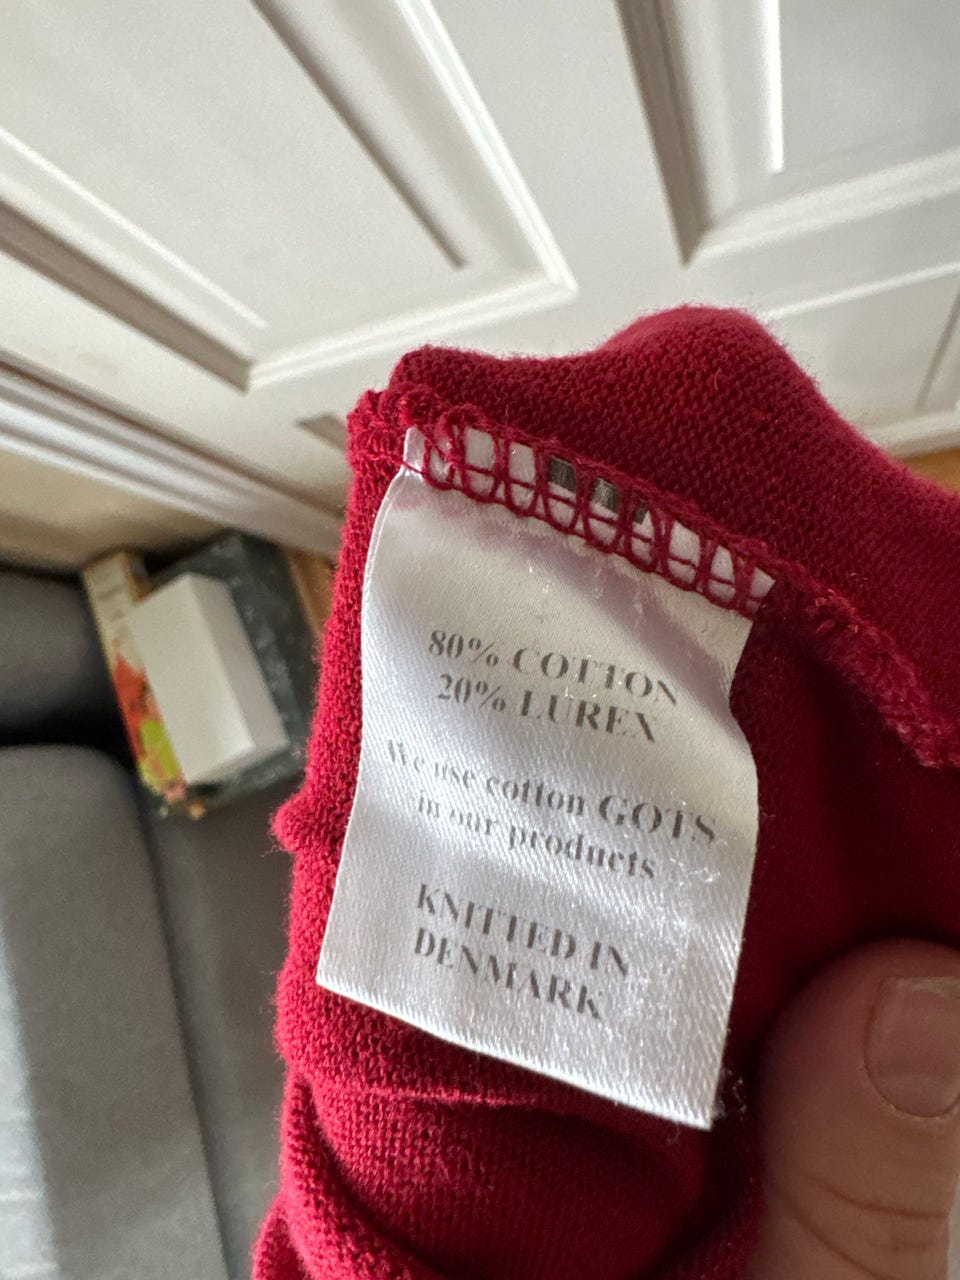 80% COTTON
20% LUREX
We use cotton GOTS
in our products
KNITTED IN
DENMARK